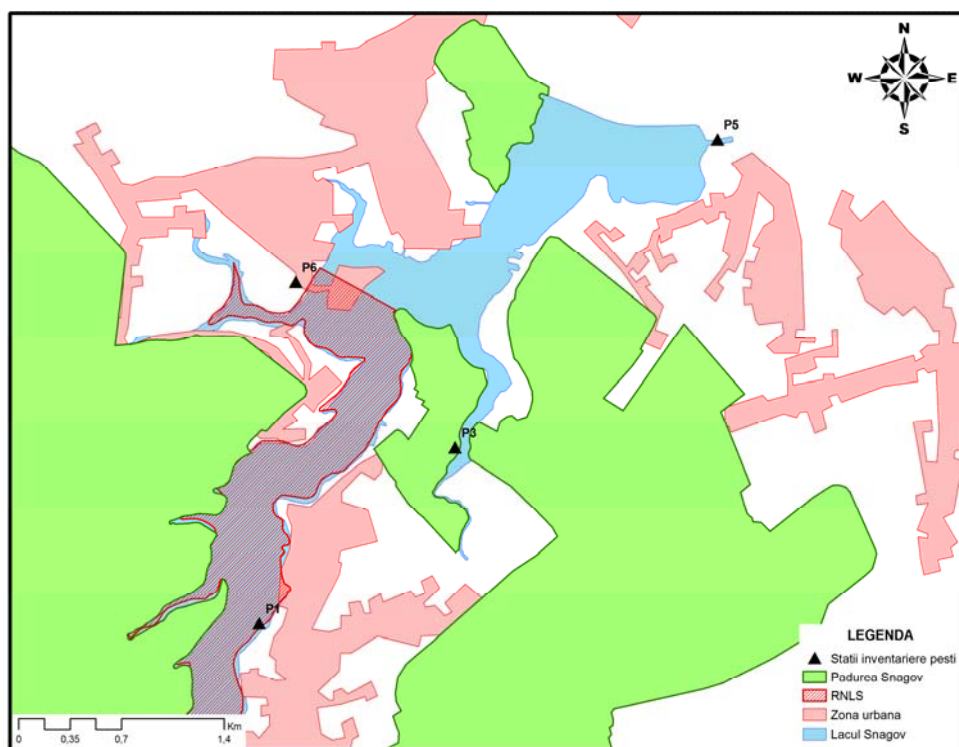 N
W E
S
P5
P6
P3
P1
LEGENDA
Statii inventariere pesti
Padurea Snagov
RNLS
Zona urbana
Lacul Snagov
Km
0 0,35 0,7 1,4